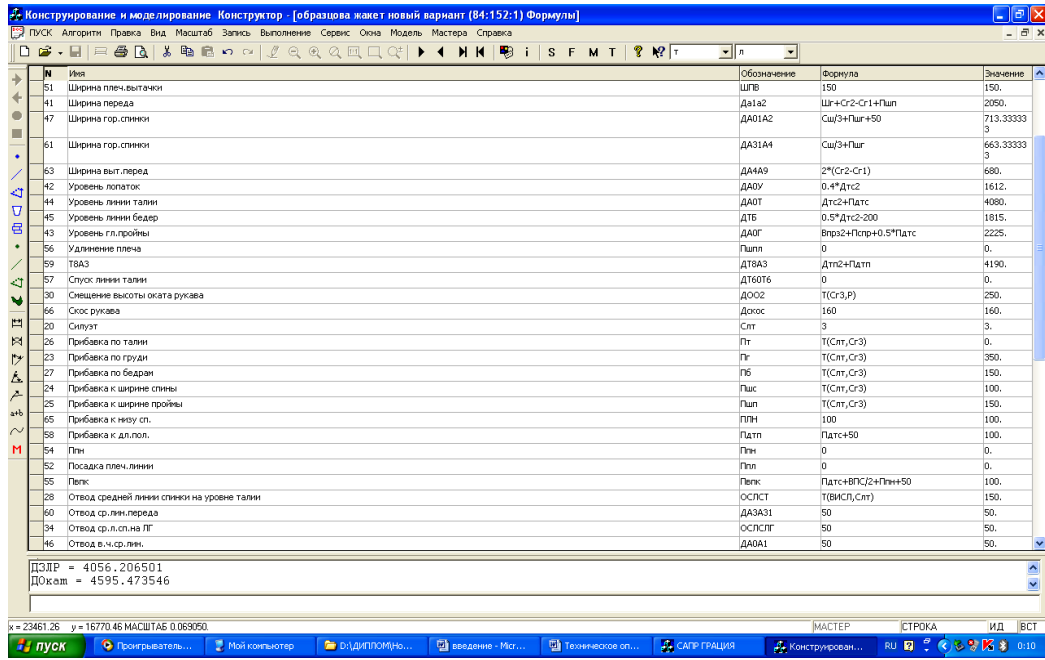 Конструирование и моделирование Конструктор - [образцова жакет новый вариант (84:152:1) Формулы]
ПУСК Алгоритм Правка Вид Масштаб Запись Выполнение Сервис Окна Модель Мастера Справка
i S F M T т л
N Имя Обозначение Формула Значение
51 Ширина плеч.вытачки ШПВ 150 150.
41 Ширина переда Да1а2 Шг+Сг2-Сг1+Пшп 2050.
47 Ширина гор.спинки ДА01А2 Сш/3+Пшг+50 713.333333
61 Ширина гор.спинки ДА31А4 Сш/3+Пшг 663.333333
63 Ширина выт.перед ДА4А9 2*(Сг2-Сг1) 680.
42 Уровень лопаток ДА0У 0.4*Дтс2 1612.
44 Уровень линии талии ДА0Т Дтс2+Пдтс 4080.
45 Уровень линии бедер ДТБ 0.5*Дтс2-200 1815.
43 Уровень гл.проймы ДА0Г Впрз2+Пспр+0.5*Пдтс 2225.
56 Удлинение плеча Пшпл 0 0.
59 Т8А3 ДТ8А3 Дтп2+Пдтп 4190.
57 Спуск линии талии ДТ60Т6 0 0.
30 Смещение высоты оката рукава ДОО2 Т(Сг3,Р) 250.
66 Скос рукава Дскос 160 160.
20 Силуэт Слт 3 3.
26 Прибавка по талии Пт Т(Слт,Сг3) 0.
23 Прибавка по груди Пг Т(Слт,Сг3) 350.
27 Прибавка по бедрам Пб Т(Слт,Сг3) 150.
24 Прибавка к ширине спины Пшс Т(Слт,Сг3) 100.
25 Прибавка к ширине проймы Пшп Т(Слт,Сг3) 150.
65 Прибавка к низу сп. ППН 100 100.
58 Прибавка к дл.пол. Пдтп Пдтс+50 100.
54 Ппн Ппн 0 0.
52 Посадка плеч.линии Ппл 0 0.
55 Пвпк Пвпк Пдтс+ВПС/2+Ппн+50 100.
28 Отвод средней линии спинки на уровне талии ОСЛСТ Т(ВИСЛ,Слт) 150.
60 Отвод ср.лин.переда ДА3А31 50 50.
34 Отвод ср.л.сп.на ЛГ ОСЛСЛГ 50 50.
46 Отвод в.ч.ср.лин. ДА0А1 50 50.
a+b
M
ДЗЛР = 4056.206501
ДОкат = 4595.473546
x = 23461.26 y = 16770.46 МАСШТАБ 0.069050. МАСТЕР СТРОКА ИД ВСТ
пуск Проигрыватель... Мой компьютер D:\ДИПЛОМ\Но... введение - Micr... Техническое оп... САПР ГРАЦИЯ Конструирован... RU 0:10